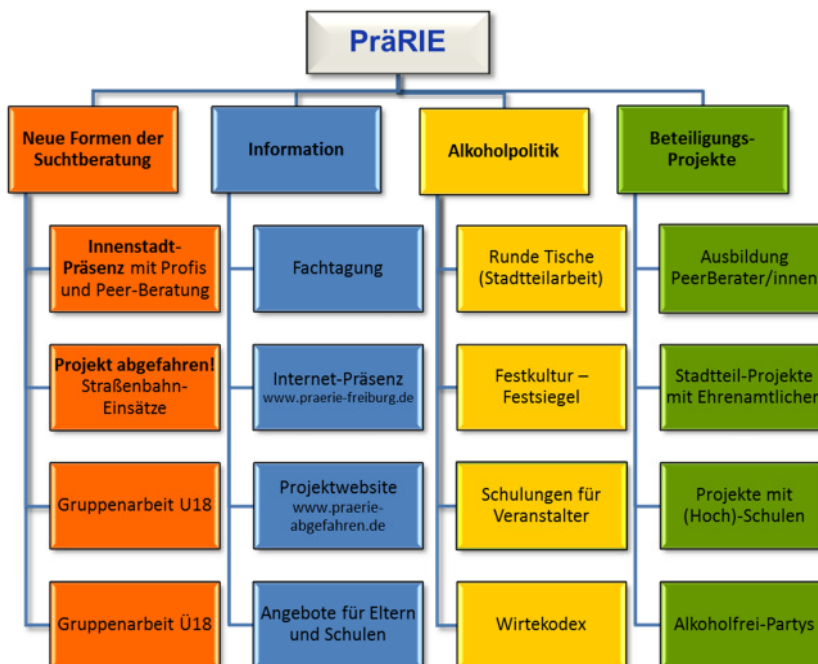 PräRIE
Neue Formen der
Suchtberatung
Innenstadt-
Präsenz mit Profis
und Peer-Beratung
Projekt abgefahren!
Straßenbahn-
Einsätze
Gruppenarbeit U18
Gruppenarbeit Ü18
Information
Fachtagung
Internet-Präsenz
www.praerie-freiburg.de
Projektwebsite
www.praerie-
abgefahren.de
Angebote für Eltern
und Schulen
Alkoholpolitik
Runde Tische
(Stadtteilarbeit)
Festkultur –
Festsiegel
Schulungen für
Veranstalter
Wirtekodex
Beteiligungs-
Projekte
Ausbildung
PeerBerater/innen
Stadtteil-Projekte
mit Ehrenamtlichen
Projekte mit
(Hoch)-Schulen
Alkoholfrei-Partys